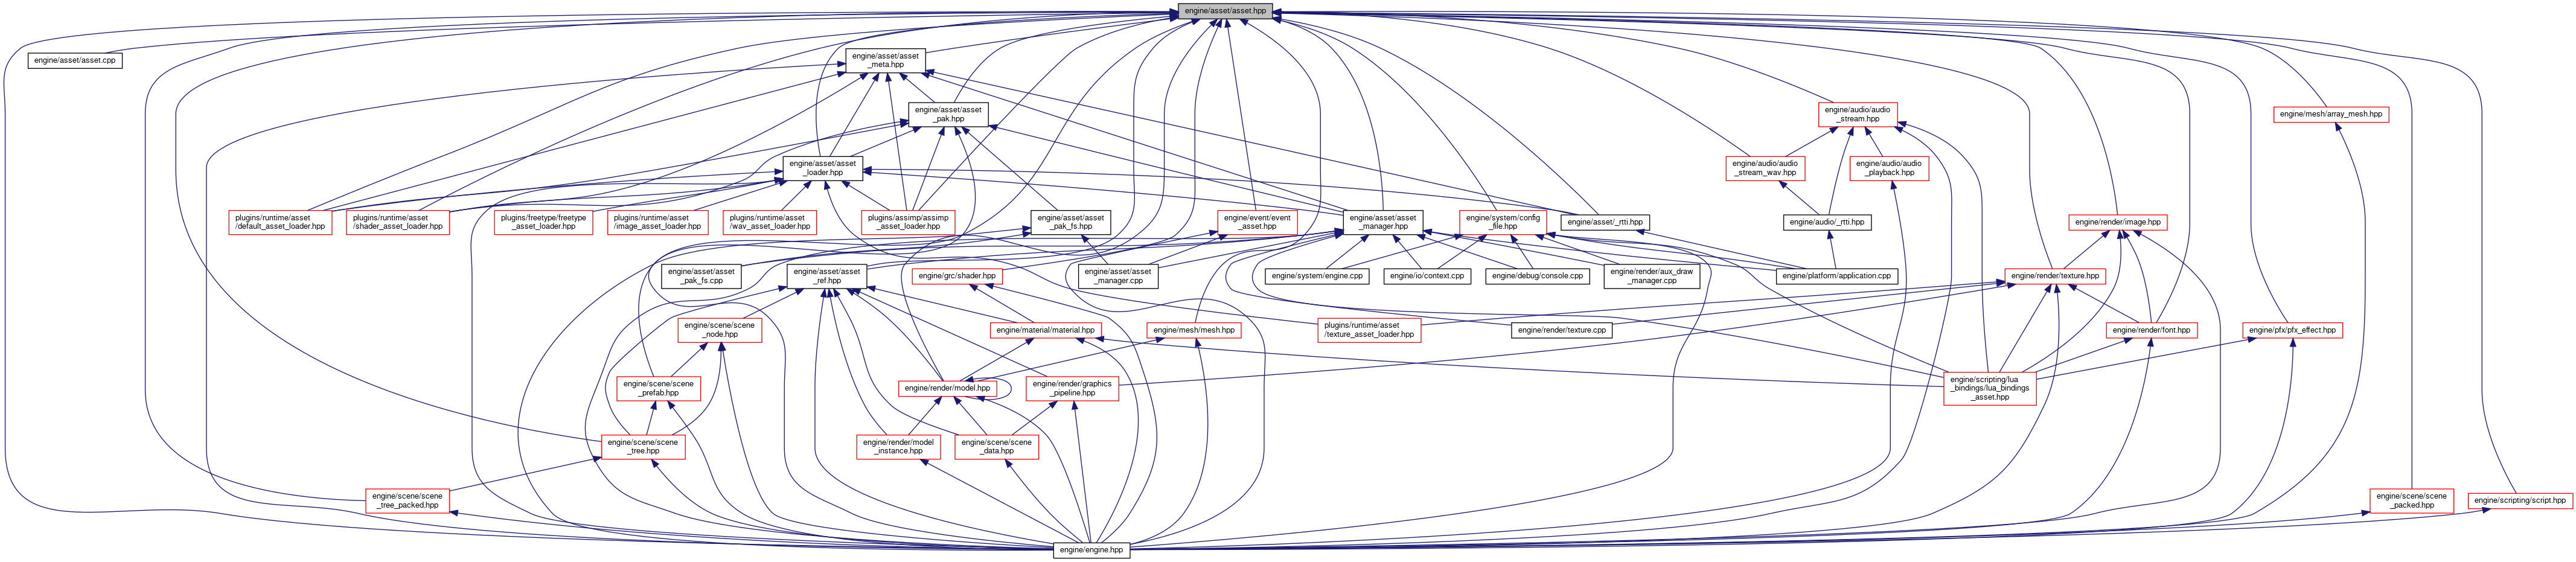 engine/asset/asset.hpp
engine/asset/asset.cpp
engine/asset/asset
_meta.hpp
engine/asset/asset
_pak.hpp
engine/audio/audio
_stream.hpp
engine/mesh/array_mesh.hpp
engine/asset/asset
_loader.hpp
engine/audio/audio
_stream_wav.hpp
engine/audio/audio
_playback.hpp
plugins/runtime/asset
/default_asset_loader.hpp
plugins/runtime/asset
/shader_asset_loader.hpp
plugins/freetype/freetype
_asset_loader.hpp
plugins/runtime/asset
/image_asset_loader.hpp
plugins/runtime/asset
/wav_asset_loader.hpp
plugins/assimp/assimp
_asset_loader.hpp
engine/asset/asset
_pak_fs.hpp
engine/event/event
_asset.hpp
engine/asset/asset
_manager.hpp
engine/system/config
_file.hpp
engine/asset/_rtti.hpp
engine/audio/_rtti.hpp
engine/render/image.hpp
engine/asset/asset
_pak_fs.cpp
engine/asset/asset
_ref.hpp
engine/grc/shader.hpp
engine/asset/asset
_manager.cpp
engine/system/engine.cpp
engine/io/context.cpp
engine/debug/console.cpp
engine/render/aux_draw
_manager.cpp
engine/platform/application.cpp
engine/render/texture.hpp
engine/scene/scene
_node.hpp
engine/material/material.hpp
engine/mesh/mesh.hpp
plugins/runtime/asset
/texture_asset_loader.hpp
engine/render/texture.cpp
engine/render/font.hpp
engine/pfx/pfx_effect.hpp
engine/scene/scene
_prefab.hpp
engine/render/model.hpp
engine/render/graphics
_pipeline.hpp
engine/scripting/lua
_bindings/lua_bindings
_asset.hpp
engine/scene/scene
_tree.hpp
engine/render/model
_instance.hpp
engine/scene/scene
_data.hpp
engine/scene/scene
_tree_packed.hpp
engine/scene/scene
_packed.hpp
engine/scripting/script.hpp
engine/engine.hpp